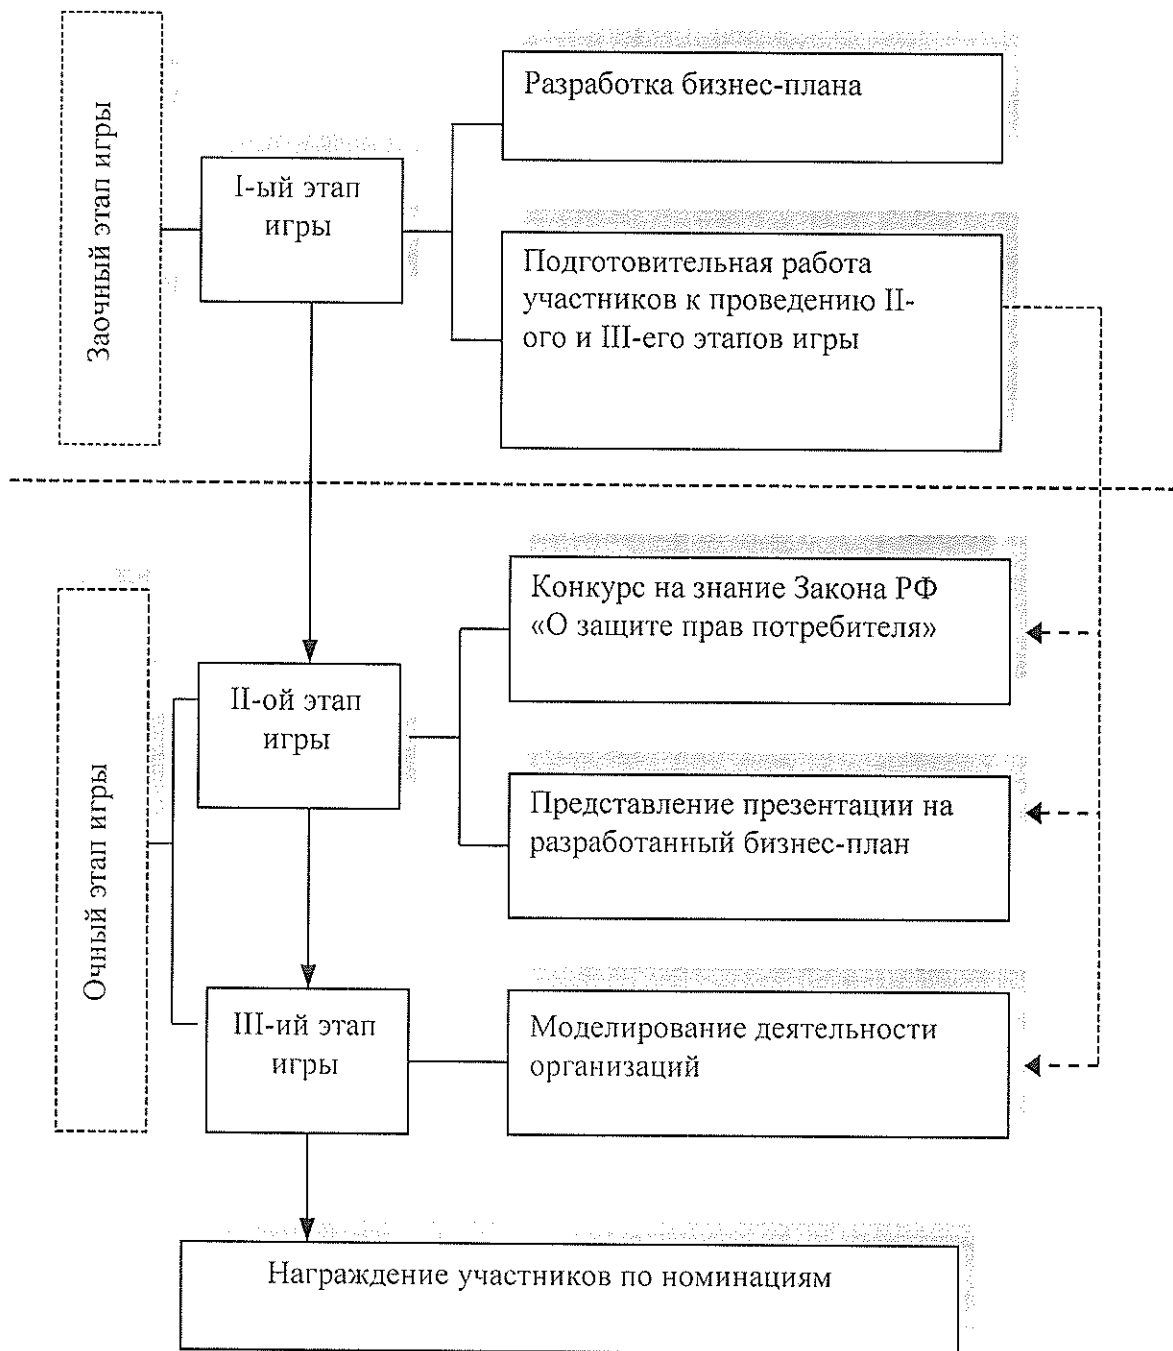 Заочный этап игры
I-ый этап
игры
Разработка бизнес-плана
Подготовительная работа
участников к проведению II-
ого и III-его этапов игры
Очный этап игры
II-ой этап
игры
Конкурс на знание Закона РФ
«О защите прав потребителя»
Представление презентации на
разработанный бизнес-план
III-ий этап
игры
Моделирование деятельности
организаций
Награждение участников по номинациям